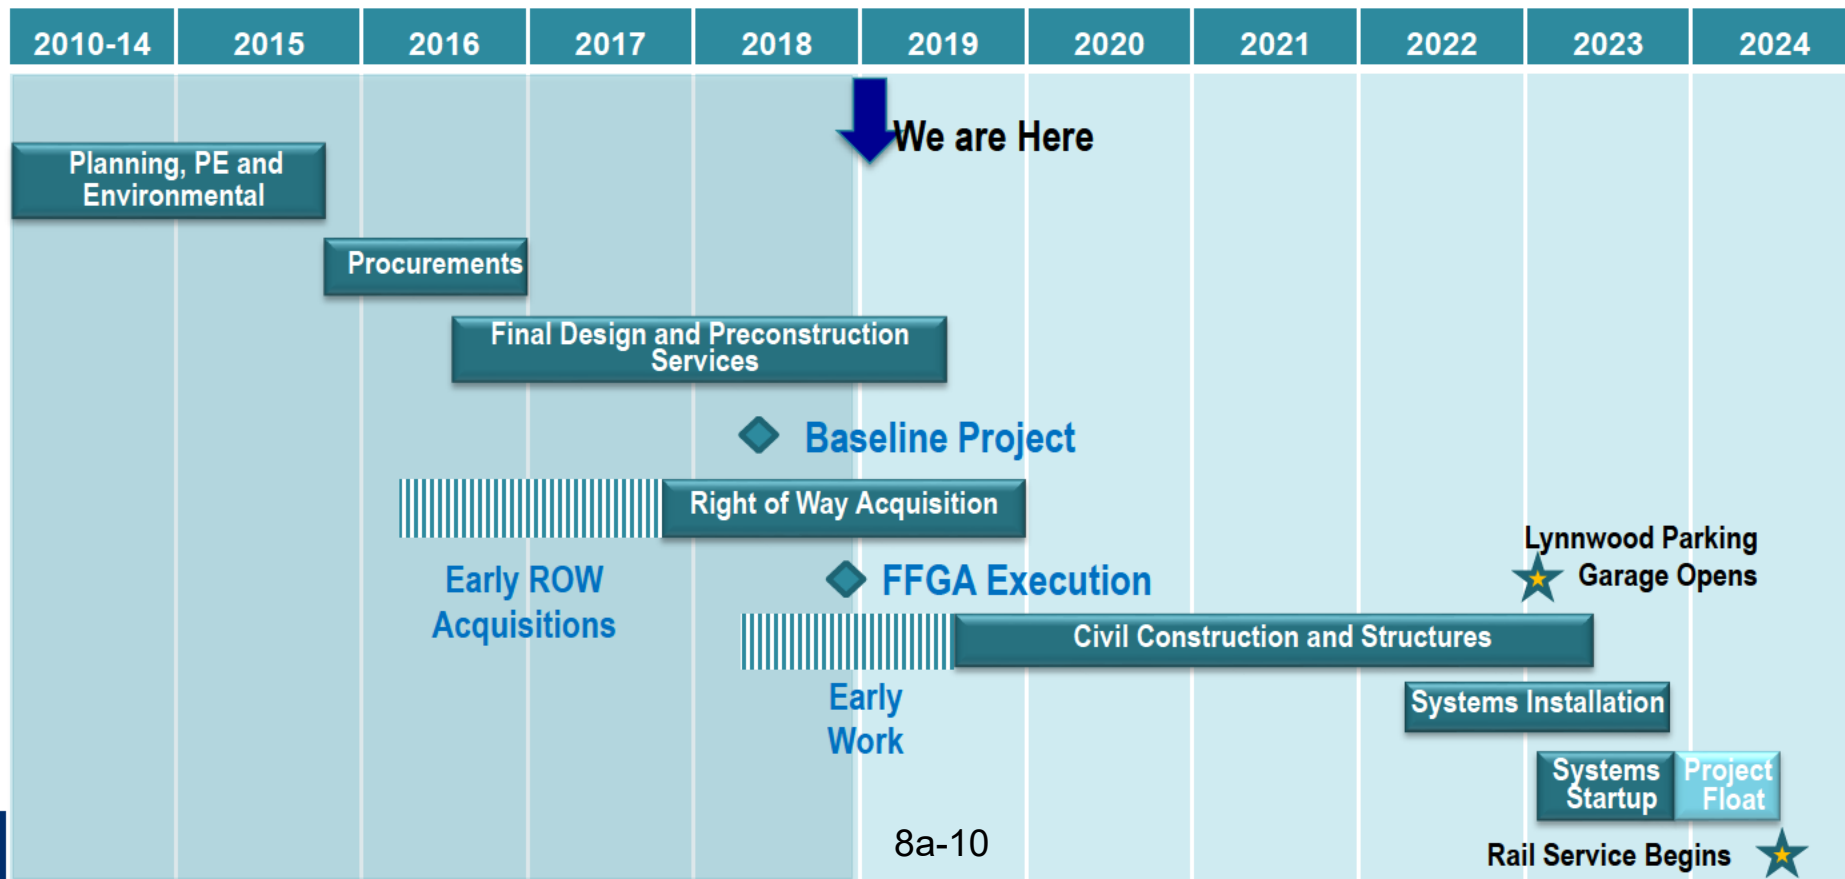 2010-14 2015 2016 2017 2018 2019 2020 2021 2022 2023 2024
We are Here
Planning, PE and
Environmental
Procurements
Final Design and Preconstruction
Services
Baseline Project
Right of Way Acquisition
Early ROW
Acquisitions
Lynnwood Parking
Garage Opens
FFGA Execution
Civil Construction and Structures
Early
Work
Systems Installation
Systems
Startup
Project
Float
8a-10
Rail Service Begins